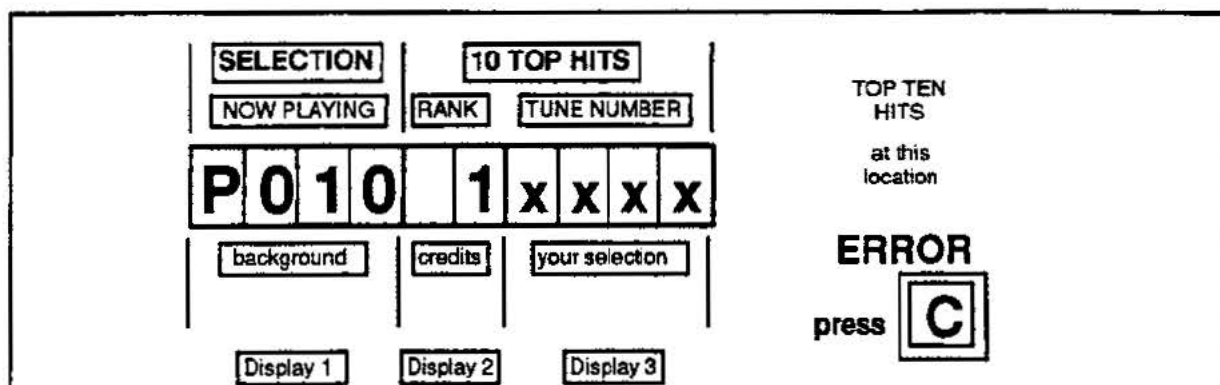 SELECTION 10 TOP HITS
NOW PLAYING RANK TUNE NUMBER
P010 1xxxx
background credits your selection
Display 1 Display 2 Display 3
TOP TEN
HITS
at this
location
ERROR
press C